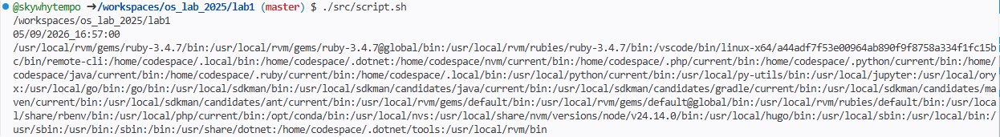 @skywhytempo ➜/workspaces/os_lab_2025/lab1 (master) $ ./src/script.sh
/workspaces/os_lab_2025/lab1
05/09/2026_16:57:00
/usr/local/rvm/gems/ruby-3.4.7/bin:/usr/local/rvm/gems/ruby-3.4.7@global/bin:/usr/local/rvm/rubies/ruby-3.4.7/bin:/vscode/bin/linux-x64/a44adf7f53e00964ab890f9f8758a334f1fc15b
c/bin/remote-cli:/home/codespace/.local/bin:/home/codespace/.dotnet:/home/codespace/nvm/current/bin:/home/codespace/.php/current/bin:/home/codespace/.python/current/bin:/home/
codespace/java/current/bin:/home/codespace/.ruby/current/bin:/home/codespace/.local/bin:/usr/local/python/current/bin:/usr/local/py-utils/bin:/usr/local/jupyter:/usr/local/ory
x:/usr/local/go/bin:/go/bin:/usr/local/sdkman/bin:/usr/local/sdkman/candidates/java/current/bin:/usr/local/sdkman/candidates/gradle/current/bin:/usr/local/sdkman/candidates/ma
ven/current/bin:/usr/local/sdkman/candidates/ant/current/bin:/usr/local/rvm/gems/default/bin:/usr/local/rvm/gems/default@global/bin:/usr/local/rvm/rubies/default/bin:/usr/loca
l/share/rbenv/bin:/usr/local/php/current/bin:/opt/conda/bin:/usr/local/nvs:/usr/local/share/nvm/versions/node/v24.14.0/bin:/usr/local/hugo/bin:/usr/local/sbin:/usr/local/bin:/
usr/sbin:/usr/bin:/sbin:/bin:/usr/share/dotnet:/home/codespace/.dotnet/tools:/usr/local/rvm/bin